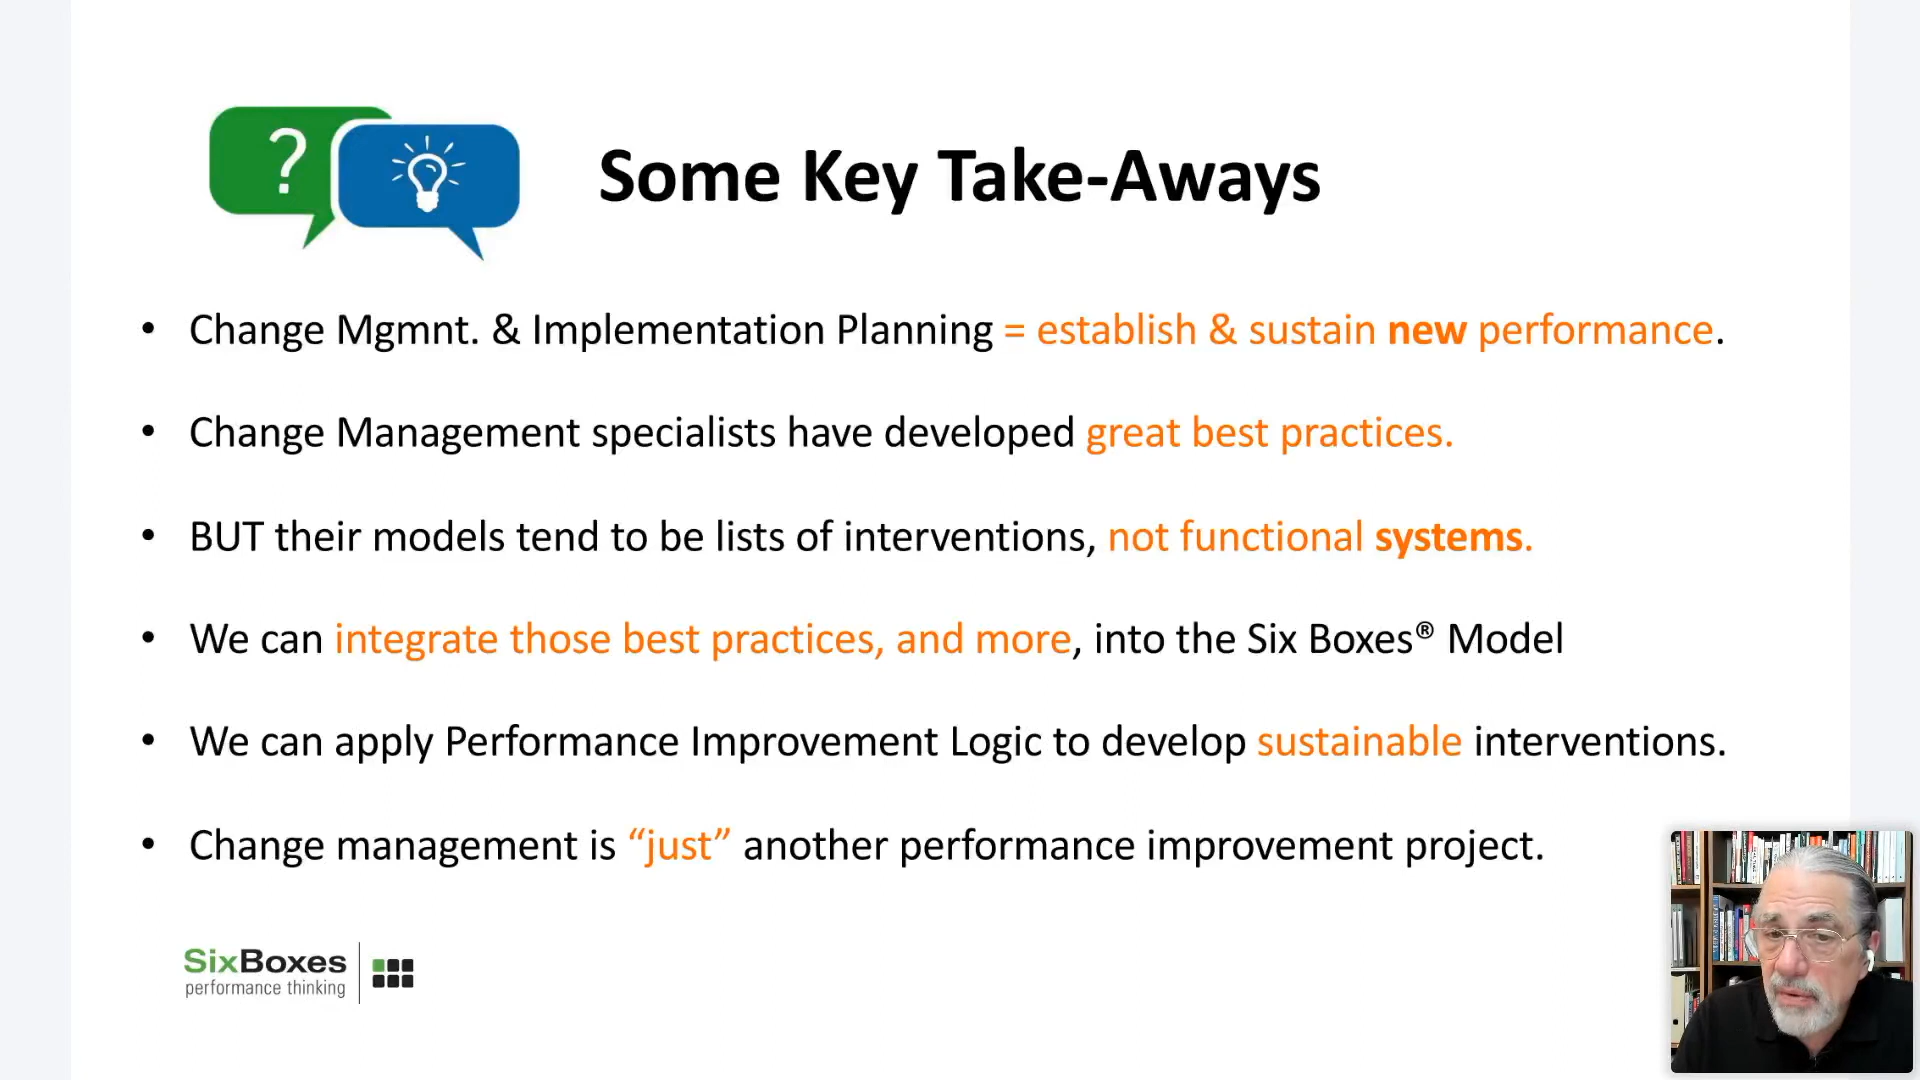 ?
Some Key Take-Aways
• Change Mgmnt. & Implementation Planning = establish & sustain new performance.
• Change Management specialists have developed great best practices.
• BUT their models tend to be lists of interventions, not functional systems.
• We can integrate those best practices, and more, into the Six Boxes® Model
• We can apply Performance Improvement Logic to develop sustainable interventions.
• Change management is “just” another performance improvement project.
SixBoxes
performance thinking